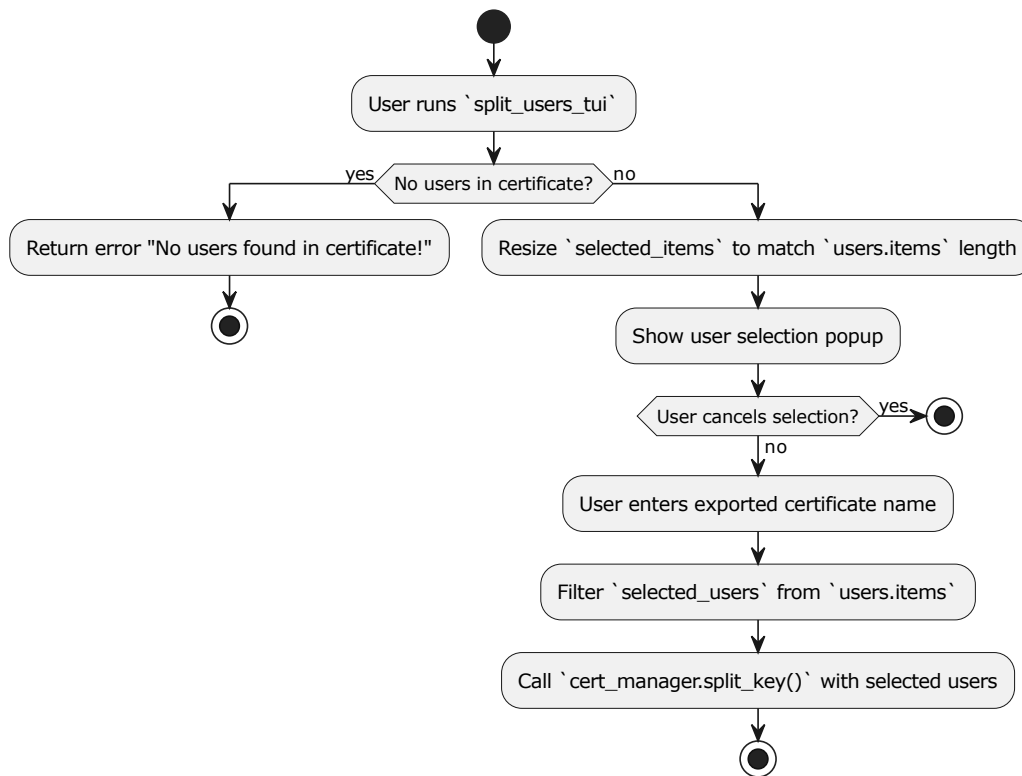 User runs `split_users_tui`
yes
No users in certificate?
no
Return error "No users found in certificate!"
Resize `selected_items` to match `users.items` length
Show user selection popup
User cancels selection?
yes
no
User enters exported certificate name
Filter `selected_users` from `users.items`
Call `cert_manager.split_key()` with selected users